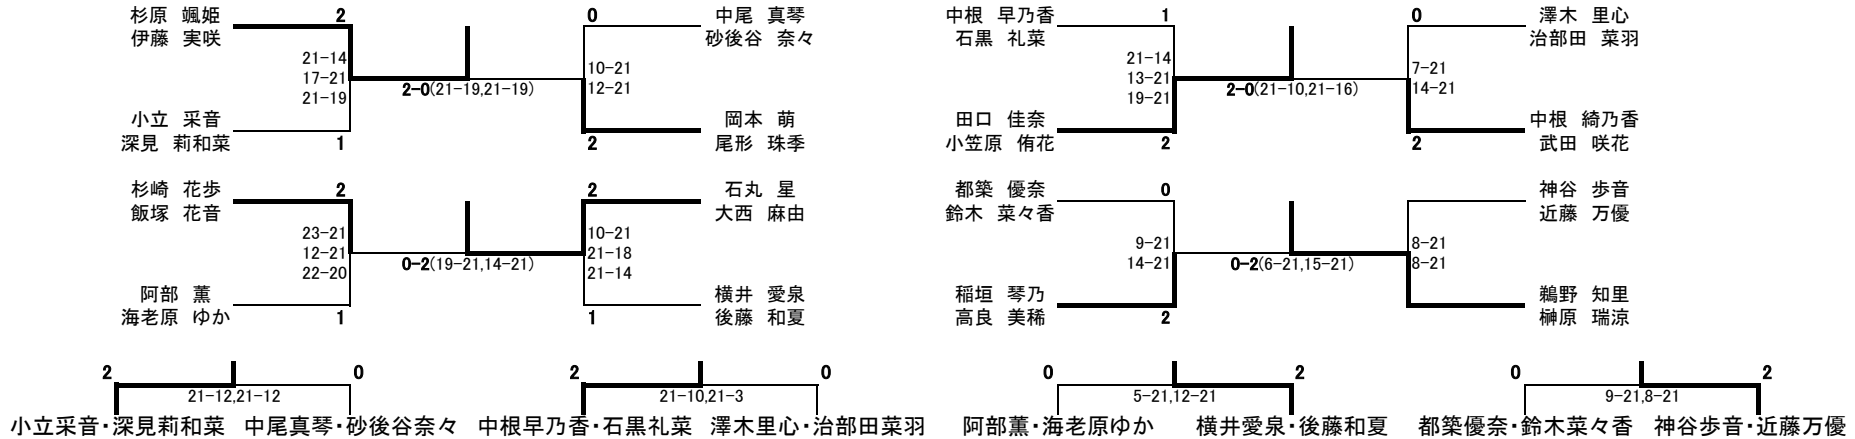 杉原 颯姫 2 0 中尾 真琴
伊藤 実咲 砂後谷 奈々
21-14
17-21 10-21
21-19 12-21
2-0(21-19,21-19)
小立 采音 岡本 萌
深見 莉和菜 1 2 尾形 珠季
中根 早乃香 1 0 澤木 里心
石黒 礼菜 治部田 菜羽
21-14
13-21 7-21
19-21 14-21
2-0(21-10,21-16)
田口 佳奈 中根 綺乃香
小笠原 侑花 2 2 武田 咲花
杉崎 花歩 2 2 石丸 星
飯塚 花音 大西 麻由
23-21 10-21
12-21 21-18
22-20 21-14
0-2(19-21,14-21)
阿部 薫 横井 愛泉
海老原 ゆか 1 1 後藤 和夏
都築 優奈 0 神谷 歩音
鈴木 菜々香 近藤 万優
9-21 8-21
14-21 8-21
0-2(6-21,15-21)
稲垣 琴乃 鵜野 知里
高良 美稀 2 榊原 瑞涼
2 0 2 0 0 2 0 2
21-12,21-12 21-10,21-3 5-21,12-21 9-21,8-21
小立采音・深見莉和菜 中尾真琴・砂後谷奈々 中根早乃香・石黒礼菜 澤木里心・治部田菜羽 阿部薫・海老原ゆか 横井愛泉・後藤和夏 都築優奈・鈴木菜々香 神谷歩音・近藤万優